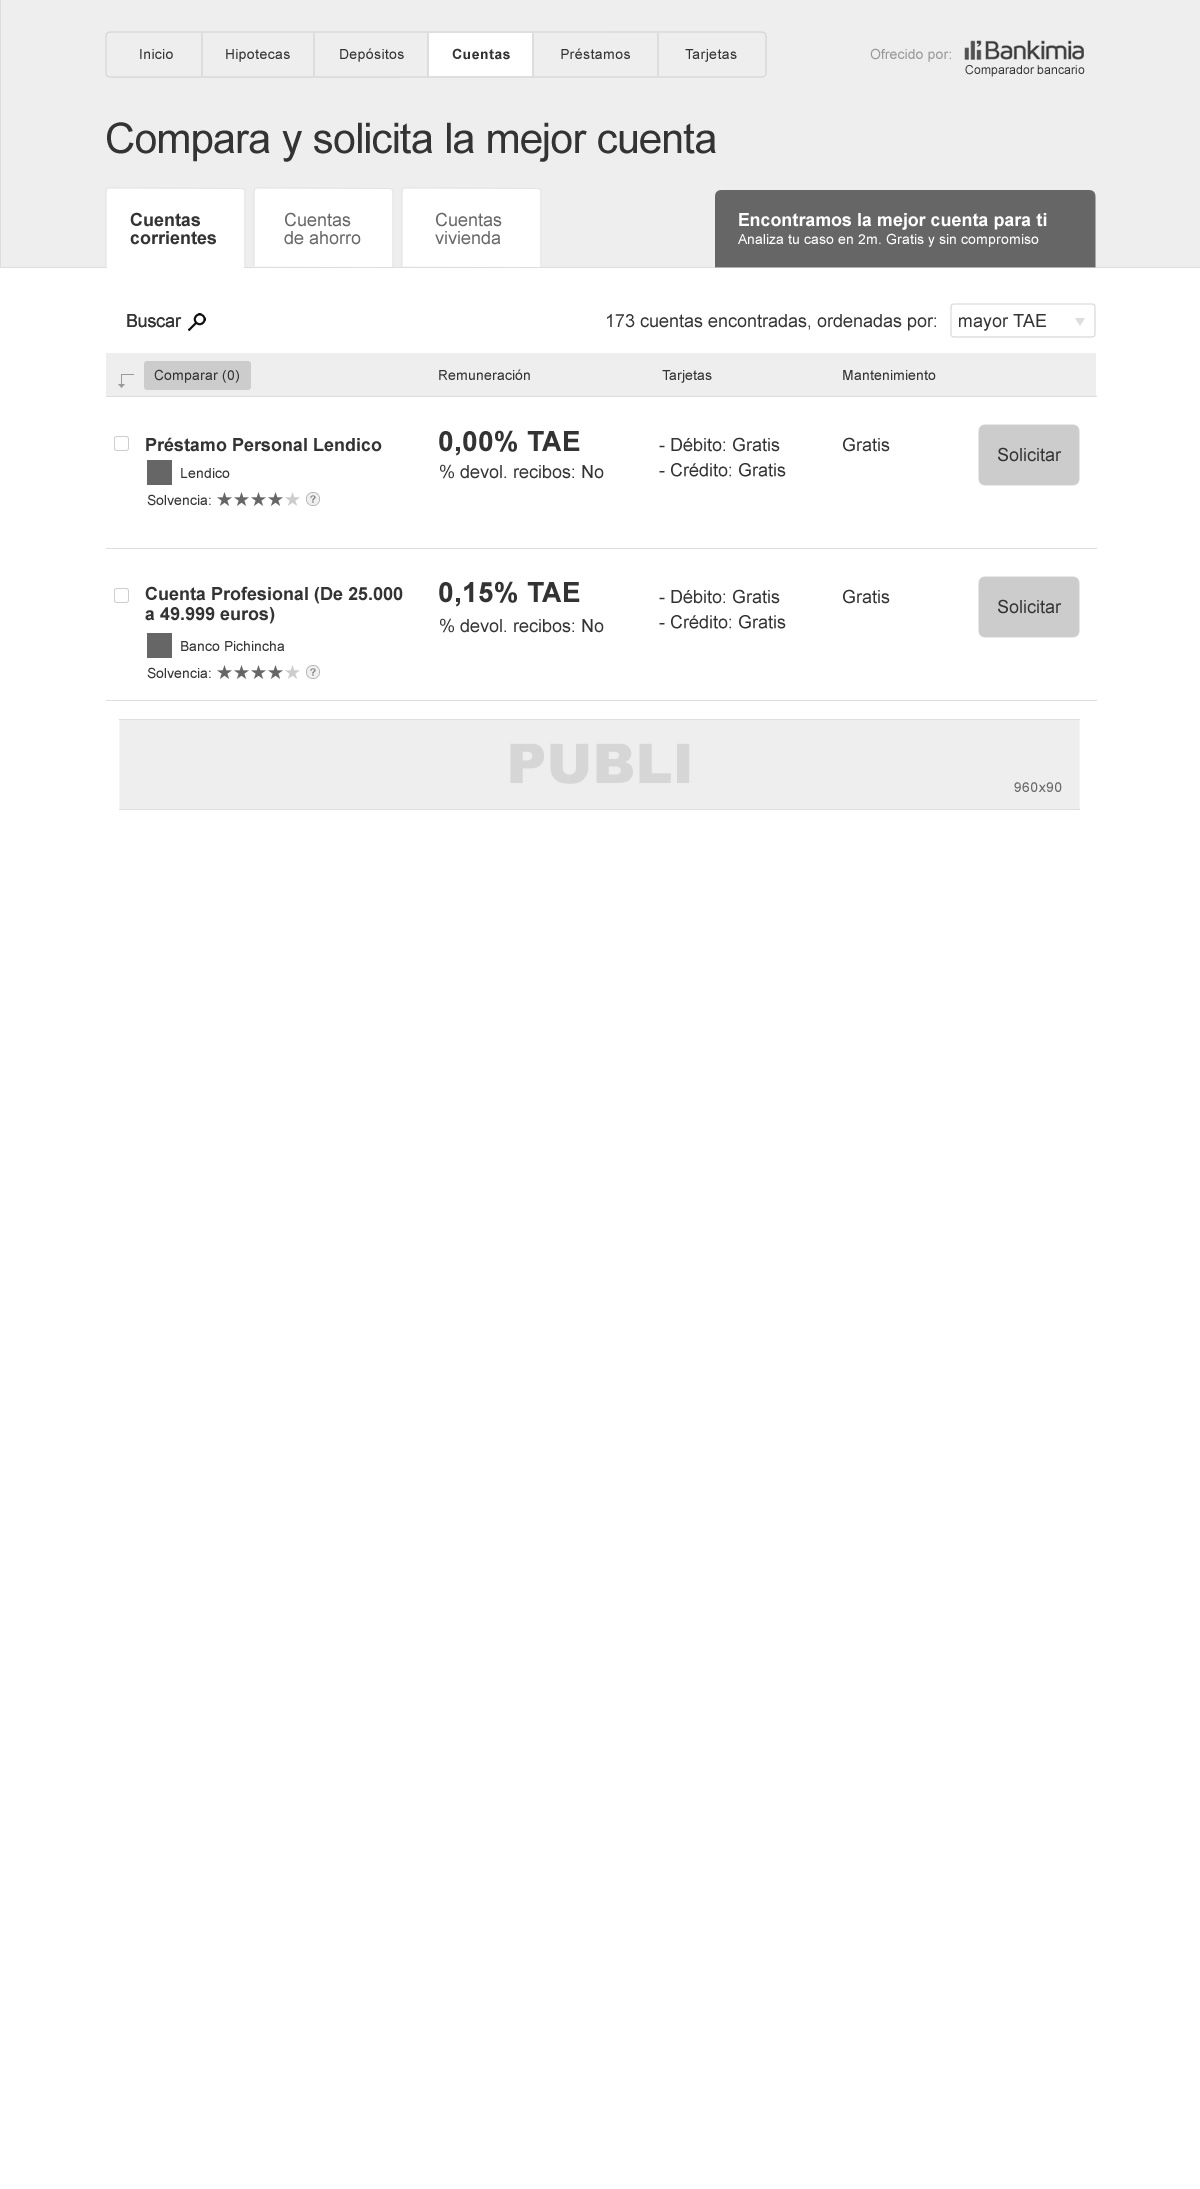 Inicio Hipotecas Depósitos Cuentas Préstamos Tarjetas
Ofrecido por: Bankimia
Comparador bancario
Compara y solicita la mejor cuenta
Cuentas
corrientes
Cuentas
de ahorro
Cuentas
vivienda
Encontramos la mejor cuenta para ti
Analiza tu caso en 2m. Gratis y sin compromiso
Buscar
173 cuentas encontradas, ordenadas por: mayor TAE
Comparar (0) Remuneración Tarjetas Mantenimiento
Préstamo Personal Lendico
Lendico
Solvencia: ★★★★★ ?
0,00% TAE
% devol. recibos: No
- Débito: Gratis
- Crédito: Gratis
Gratis
Solicitar
Cuenta Profesional (De 25.000
a 49.999 euros)
Banco Pichincha
Solvencia: ★★★★★ ?
0,15% TAE
% devol. recibos: No
- Débito: Gratis
- Crédito: Gratis
Gratis
Solicitar
PUBLI
960x90